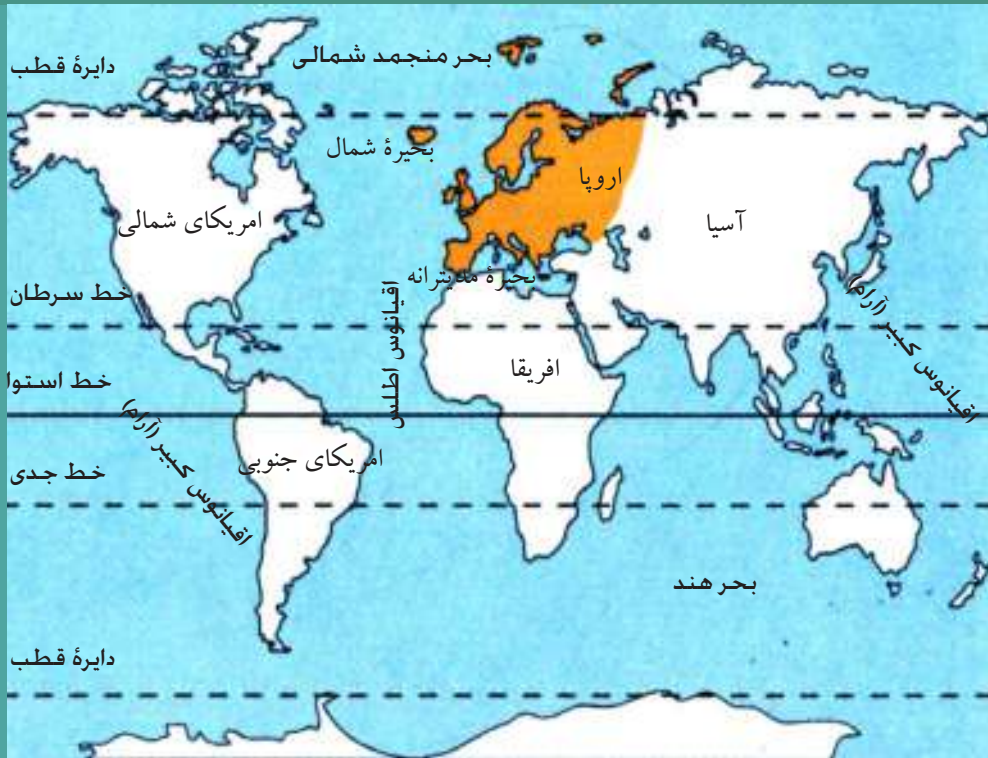 بحر منجمد شمالی
دایرهٔ قطب
بحیرهٔ شمال
اروپا
آسیا
امریکای شمالی
بحیرهٔ مدیترانه
خط سرطان
اقیانوس اطلس
اقیانوس کبیر (آرام)
افریقا
خط استوا
امریکای جنوبی
خط جدی
اقیانوس کبیر (آرام)
بحر هند
دایرهٔ قطب